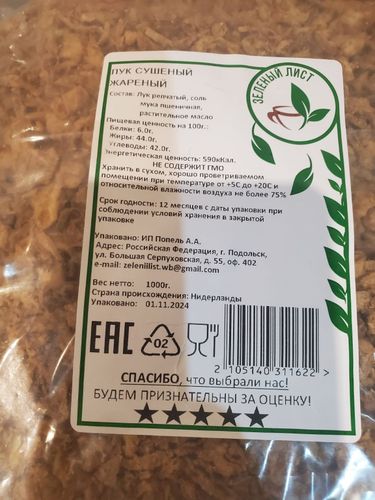 ЛУК СУШЕНЫЙ
ЖАРЕНЫЙ
ЗЕЛЕНЫЙ ЛИСТ
Состав: Лук репчатый, соль
мука пшеничная,
растительное масло
Пищевая ценность на 100г.:
Белки: 6.0г.
Жиры: 44.0г.
Углеводы: 42.0г.
Энергетическая ценность: 590кКал.
НЕ СОДЕРЖИТ ГМО
Хранить в сухом, хорошо проветриваемом
помещении при температуре от +5С до +20С и
относительной влажности воздуха не более 75%
Срок годности: 12 месяцев с даты упаковки при
соблюдении условий хранения в закрытой
упаковке
Упаковано: ИП Попель А.А.
Адрес: Российская Федерация, г. Подольск,
ул. Большая Серпуховская, д. 55, оф. 402
e-mail: zeleniilist.wb@gmail.com
Вес нетто: 1000г.
Страна происхождения: Нидерланды
Упаковано: 01.11.2024
EAC
02
2 105140 311622 >
СПАСИБО, что выбрали нас!
БУДЕМ ПРИЗНАТЕЛЬНЫ ЗА ОЦЕНКУ!